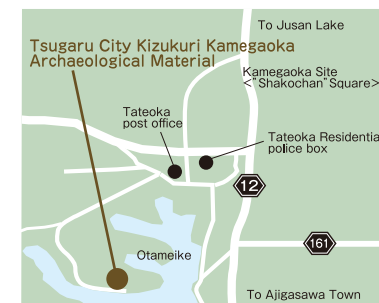 To Jusan Lake
Tsugaru City Kizukuri Kamegaoka
Archaeological Material
Kamegaoka Site
<"Shakochan"Square>
Tateoka
post office
Tateoka Residentia
police box
12
161
Otameike
To Ajigasawa Town